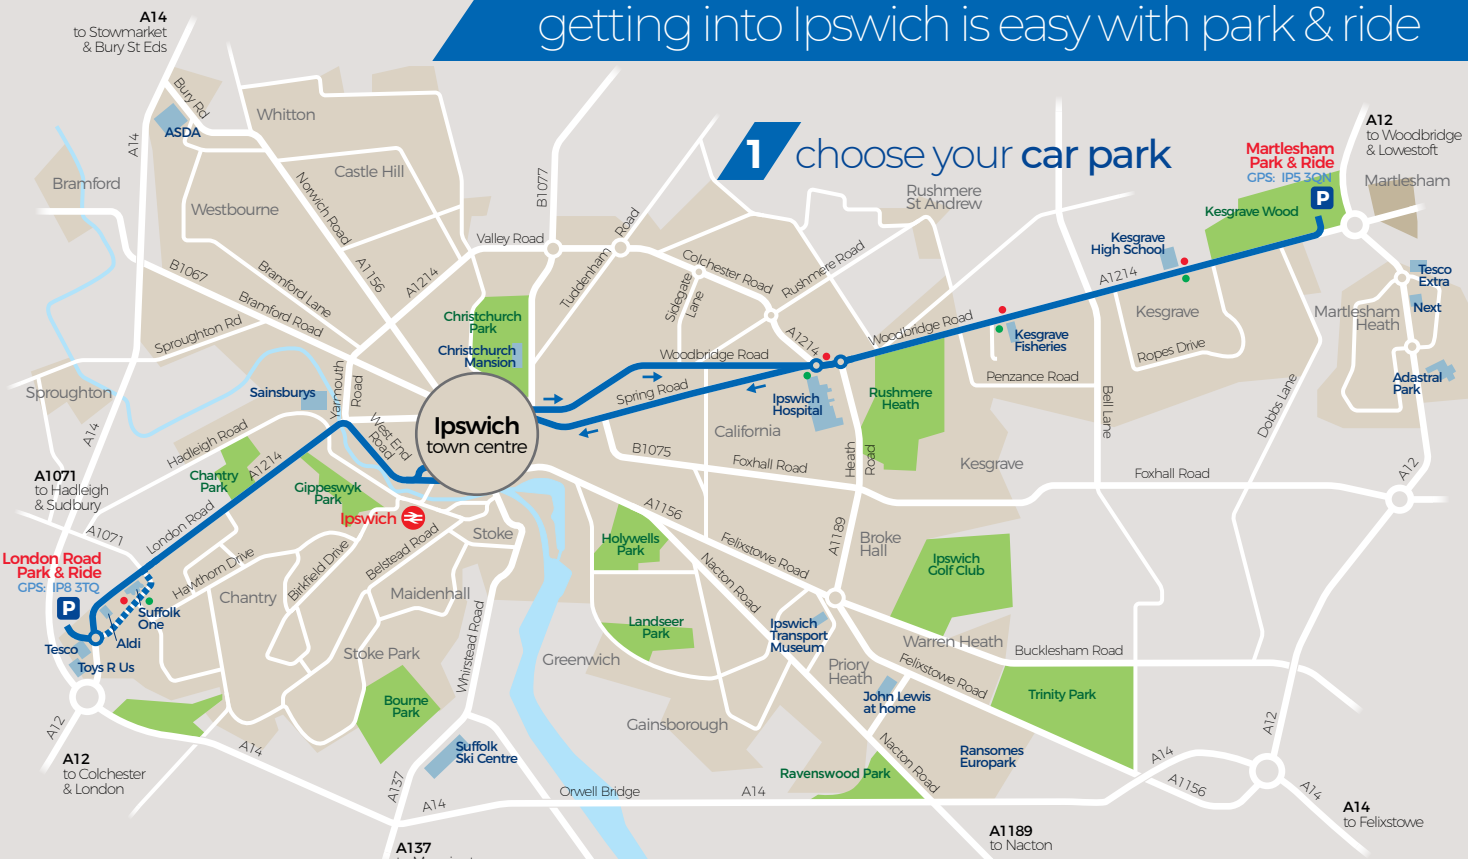 getting into Ipswich is easy with park & ride
1 choose your car park
A14
to Stowmarket
& Bury St Eds
Bury Rd
ASDA
Whitton
A14
Castle Hill
Bramford
Westbourne
Norwich Road
B1077
Valley Road
Tuddenham Road
Rushmere
St Andrew
A12
to Woodbridge
& Lowestoft
Martlesham
Park & Ride
GPS: IP5 3QN
P
Martlesham
Kesgrave Wood
Kesgrave
High School
B1067
Bramford Lane
Bramford Road
A1156
A1214
Colchester Road
Sidegate
Lane
Rushmere Road
A1214
Tesco
Extra
Next
Sproughton Rd
Christchurch
Park
Christchurch
Mansion
A1214
Woodbridge Road
Woodbridge Road
Kesgrave
Fisheries
Kesgrave
Martlesham
Heath
Ropes Drive
Sproughton
Sainsburys
Yarmouth
Road
Spring Road
Ipswich
Hospital
Rushmere
Heath
Penzance Road
Bell Lane
Dobbs Lane
Adastral
Park
A14
Hadleigh Road
West End
Road
Ipswich
town centre
California
B1075
Foxhall Road
Heath
Road
Kesgrave
Foxhall Road
A12
A1071
to Hadleigh
& Sudbury
Chantry
Park
A1214
Gippeswyk
Park
Ipswich
A1071
London Road
Stoke
A1156
Holywells
Park
Felixstowe Road
A1189
Broke
Hall
Ipswich
Golf Club
London Road
Park & Ride
GPS: IP8 3TQ
P
Hawthorn Drive
Birkfield Drive
Belstead Road
Chantry
Maidenhall
Nacton Road
Suffolk
One
Aldi
Tesco
Toys R Us
Stoke Park
Whirstead Road
Landseer
Park
Greenwich
Ipswich
Transport
Museum
Priory
Heath
Warren Heath
Bucklesham Road
Felixstowe Road
Trinity Park
John Lewis
at home
Bourne
Park
Gainsborough
A12
A12
to Colchester
& London
A14
Suffolk
Ski Centre
Nacton Road
Ransomes
Europark
Ravenswood Park
A12
A14
A1156
A14
A137
A14
Orwell Bridge
A14
A14
to Felixstowe
A1189
to Nacton
A137